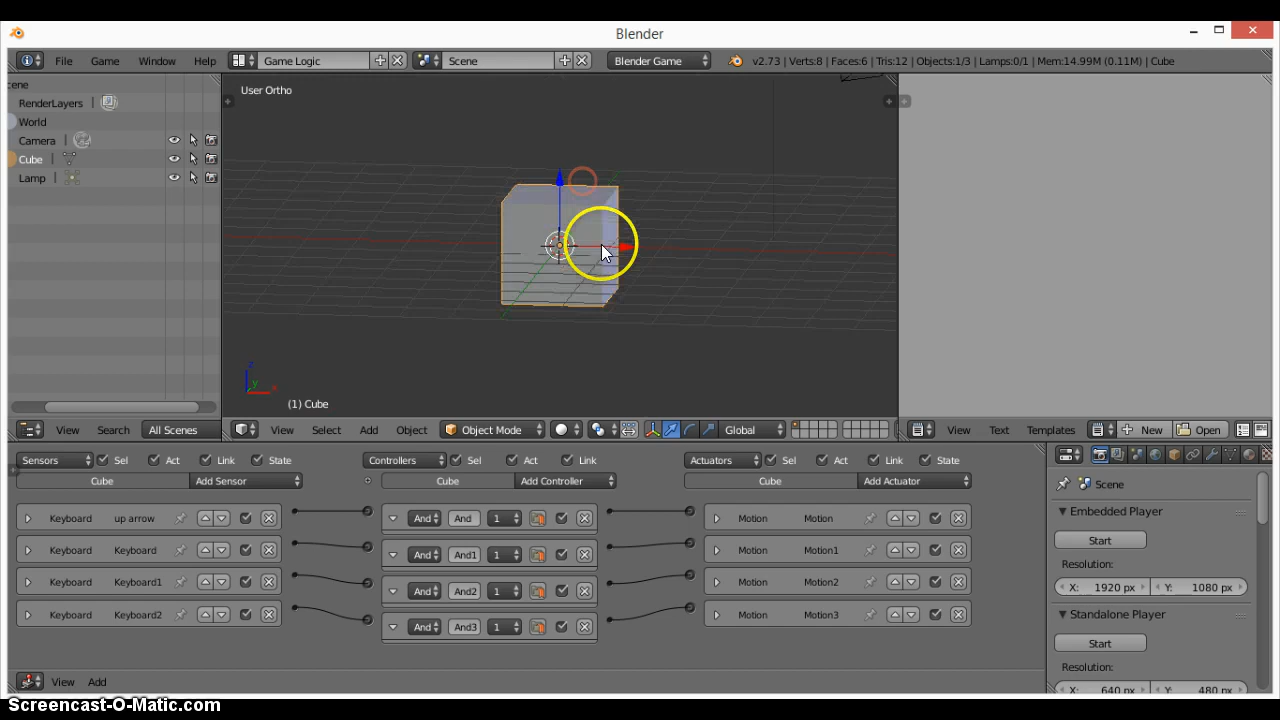 Blender
File Game Window Help Game Logic Scene Blender Game v2.73 | Verts:8 | Faces:6 | Tris:12 | Objects:1/3 | Lamps:0/1 | Mem:14.99M (0.11M) | Cube
cene
RenderLayers
World
Camera
Cube
Lamp
User Ortho
z
y
x
(1) Cube
View Search All Scenes
View Select Add Object Object Mode Global
View Text Templates New Open
Sensors Sel Act Link State Controllers Sel Act Link Actuators Sel Act Link State
Cube Add Sensor Cube Add Controller Cube Add Actuator
Keyboard up arrow And And 1 Motion Motion
Keyboard Keyboard And And1 1 Motion Motion1
Keyboard Keyboard1 And And2 1 Motion Motion2
Keyboard Keyboard2 And And3 1 Motion Motion3
Scene
Embedded Player
Start
Resolution:
X: 1920 px Y: 1080 px
Standalone Player
Start
Resolution:
X: 640 px Y: 480 px
View Add
Screencast-O-Matic.com